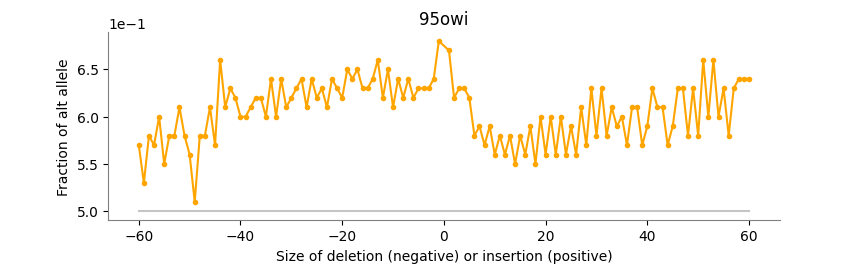 95owi
1e−1
6.5
6.0
5.5
5.0
Fraction of alt allele
−60 −40 −20 0 20 40 60
Size of deletion (negative) or insertion (positive)